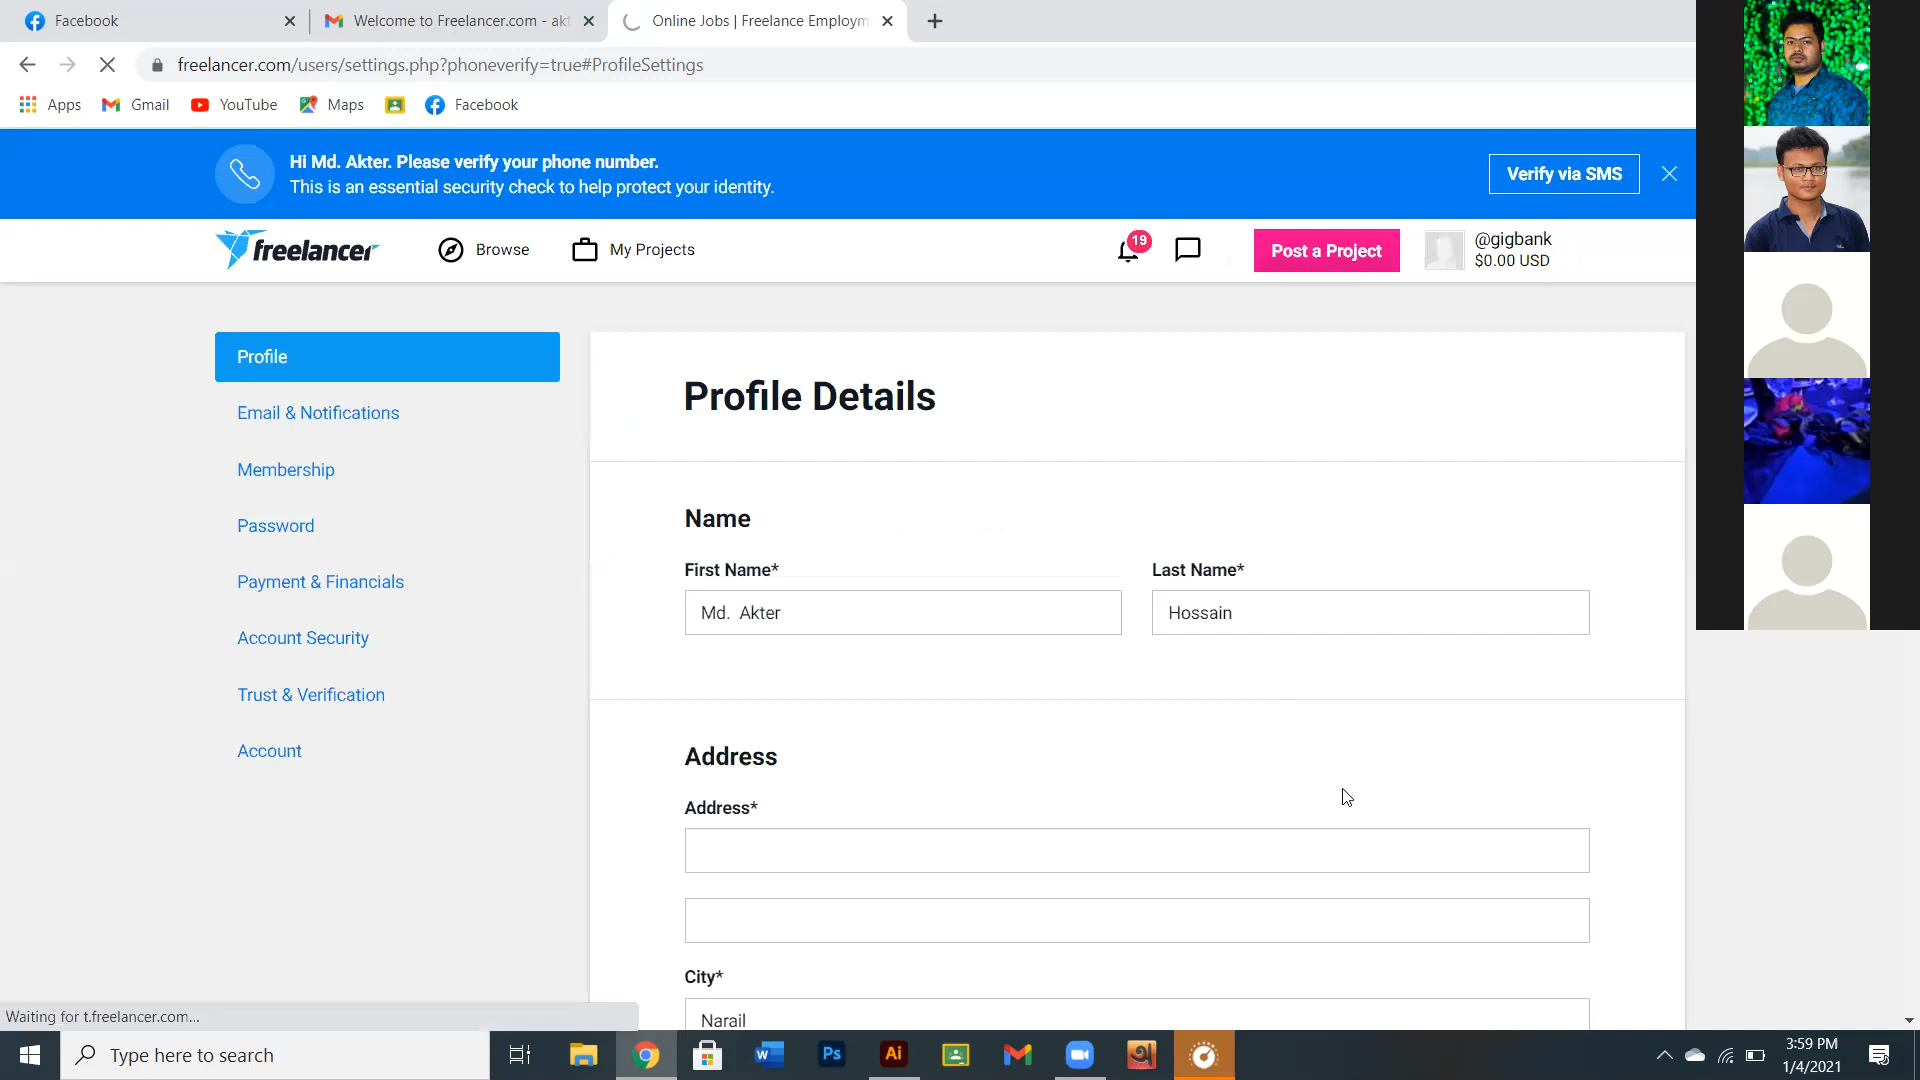 Facebook
Welcome to Freelancer.com - akt
Online Jobs | Freelance Employm
freelancer.com/users/settings.php?phoneverify=true#ProfileSettings
Apps
Gmail
YouTube
Maps
Facebook
Hi Md. Akter. Please verify your phone number.
This is an essential security check to help protect your identity.
Verify via SMS
freelancer
Browse
My Projects
19
Post a Project
@gigbank
$0.00 USD
Profile
Email & Notifications
Membership
Password
Payment & Financials
Account Security
Trust & Verification
Account
Profile Details
Name
First Name*
Last Name*
Md.  Akter
Hossain
Address
Address*
City*
Narail
Waiting for t.freelancer.com...
Type here to search
W
Ps
Ai
অ
3:59 PM
1/4/2021